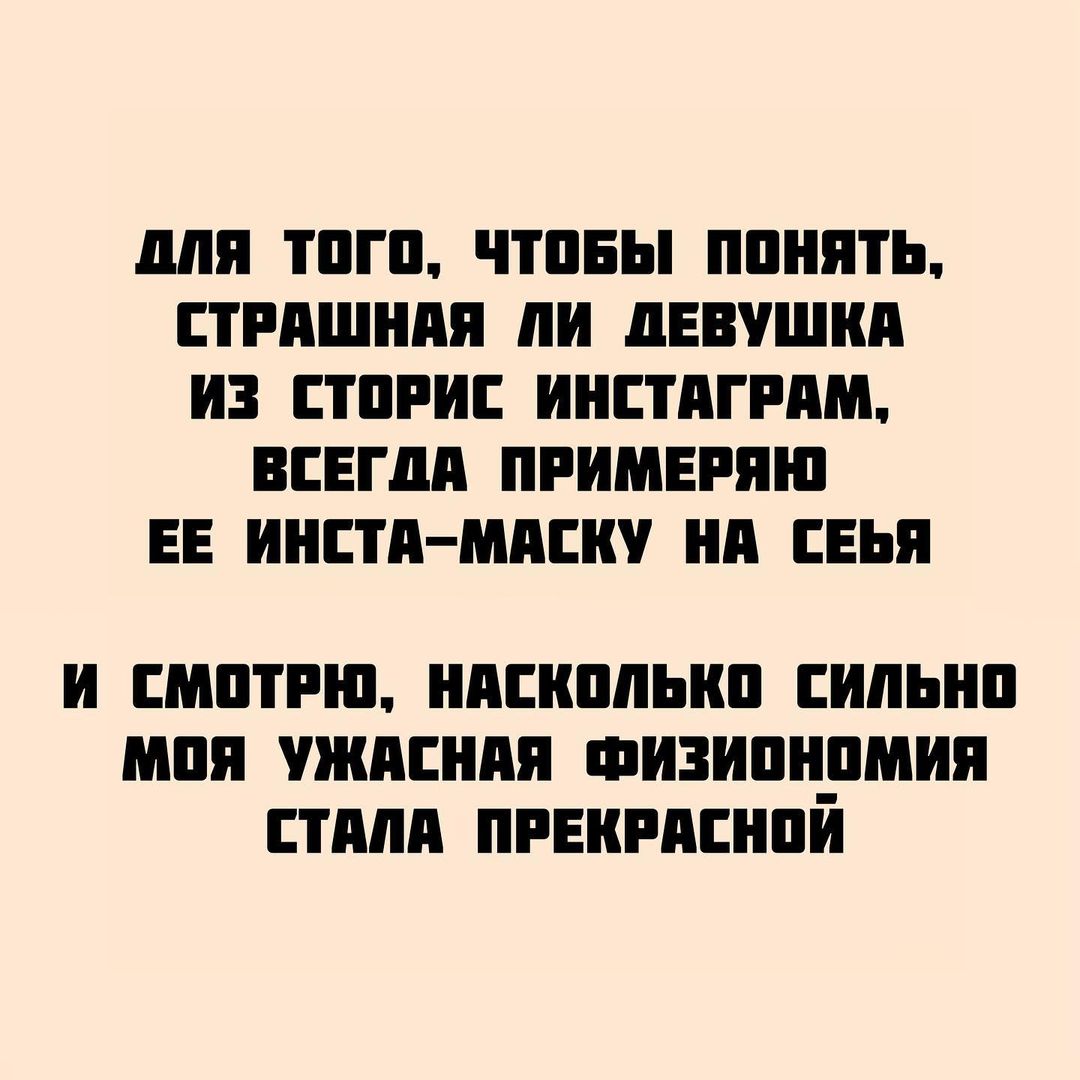 ДЛЯ ТОГО, ЧТОБЫ ПОНЯТЬ,
СТРАШНАЯ ЛИ ДЕВУШКА
ИЗ СТОРИС ИНСТАГРАМ,
ВСЕГДА ПРИМЕРЯЮ
ЕЕ ИНСТА-МАСКУ НА СЕЬЯ
И СМОТРЮ, НАСКОЛЬКО СИЛЬНО
МОЯ УЖАСНАЯ ФИЗИОНОМИЯ
СТАЛА ПРЕКРАСНОЙ